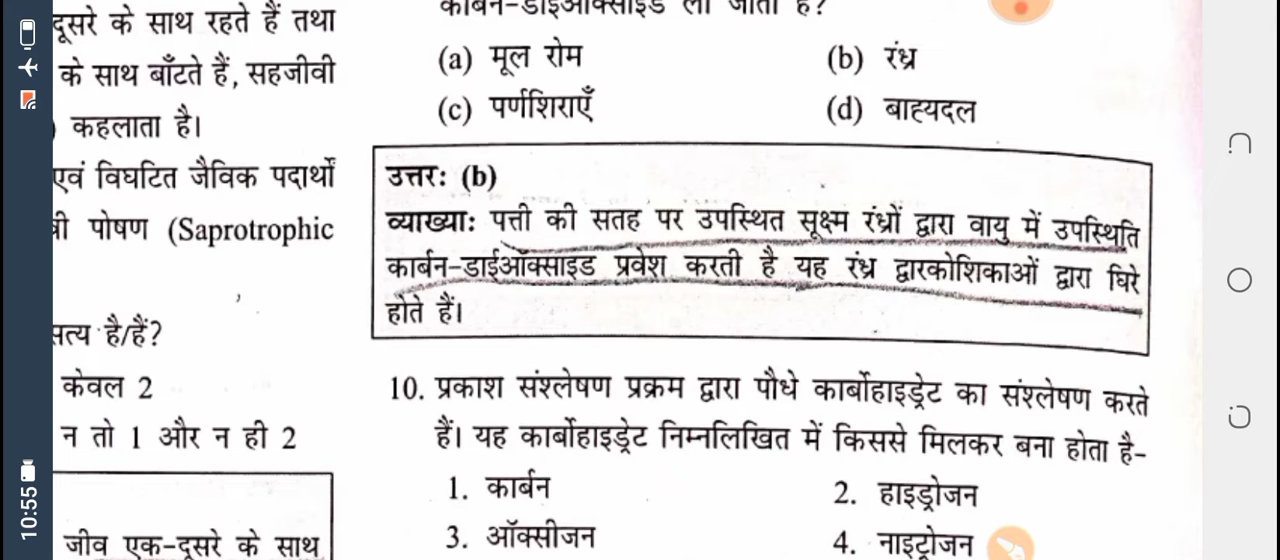 दूसरे के साथ रहते हैं तथा
के साथ बाँटते हैं, सहजीवी
कहलाता है।
एवं विघटित जैविक पदार्थों
पोषण (Saprotrophic
सत्य है/हैं?
केवल 2
न तो 1 और न ही 2
जीव एक-दूसरे के साथ
कार्बन-डाईऑक्साइड ली जाती है?
(a) मूल रोम
(b) रंध्र
(c) पर्णशिराएँ
(d) बाह्यदल
उत्तरः (b)
व्याख्याः पत्ती की सतह पर उपस्थित सूक्ष्म रंध्रों द्वारा वायु में उपस्थिति
कार्बन-डाईऑक्साइड प्रवेश करती है यह रंध्र द्वारकोशिकाओं द्वारा घिरे
होते हैं।
10. प्रकाश संश्लेषण प्रक्रम द्वारा पौधे कार्बोहाइड्रेट का संश्लेषण करते
हैं। यह कार्बोहाइड्रेट निम्नलिखित में किससे मिलकर बना होता है-
1. कार्बन
2. हाइड्रोजन
3. ऑक्सीजन
4. नाइट्रोजन
10:55